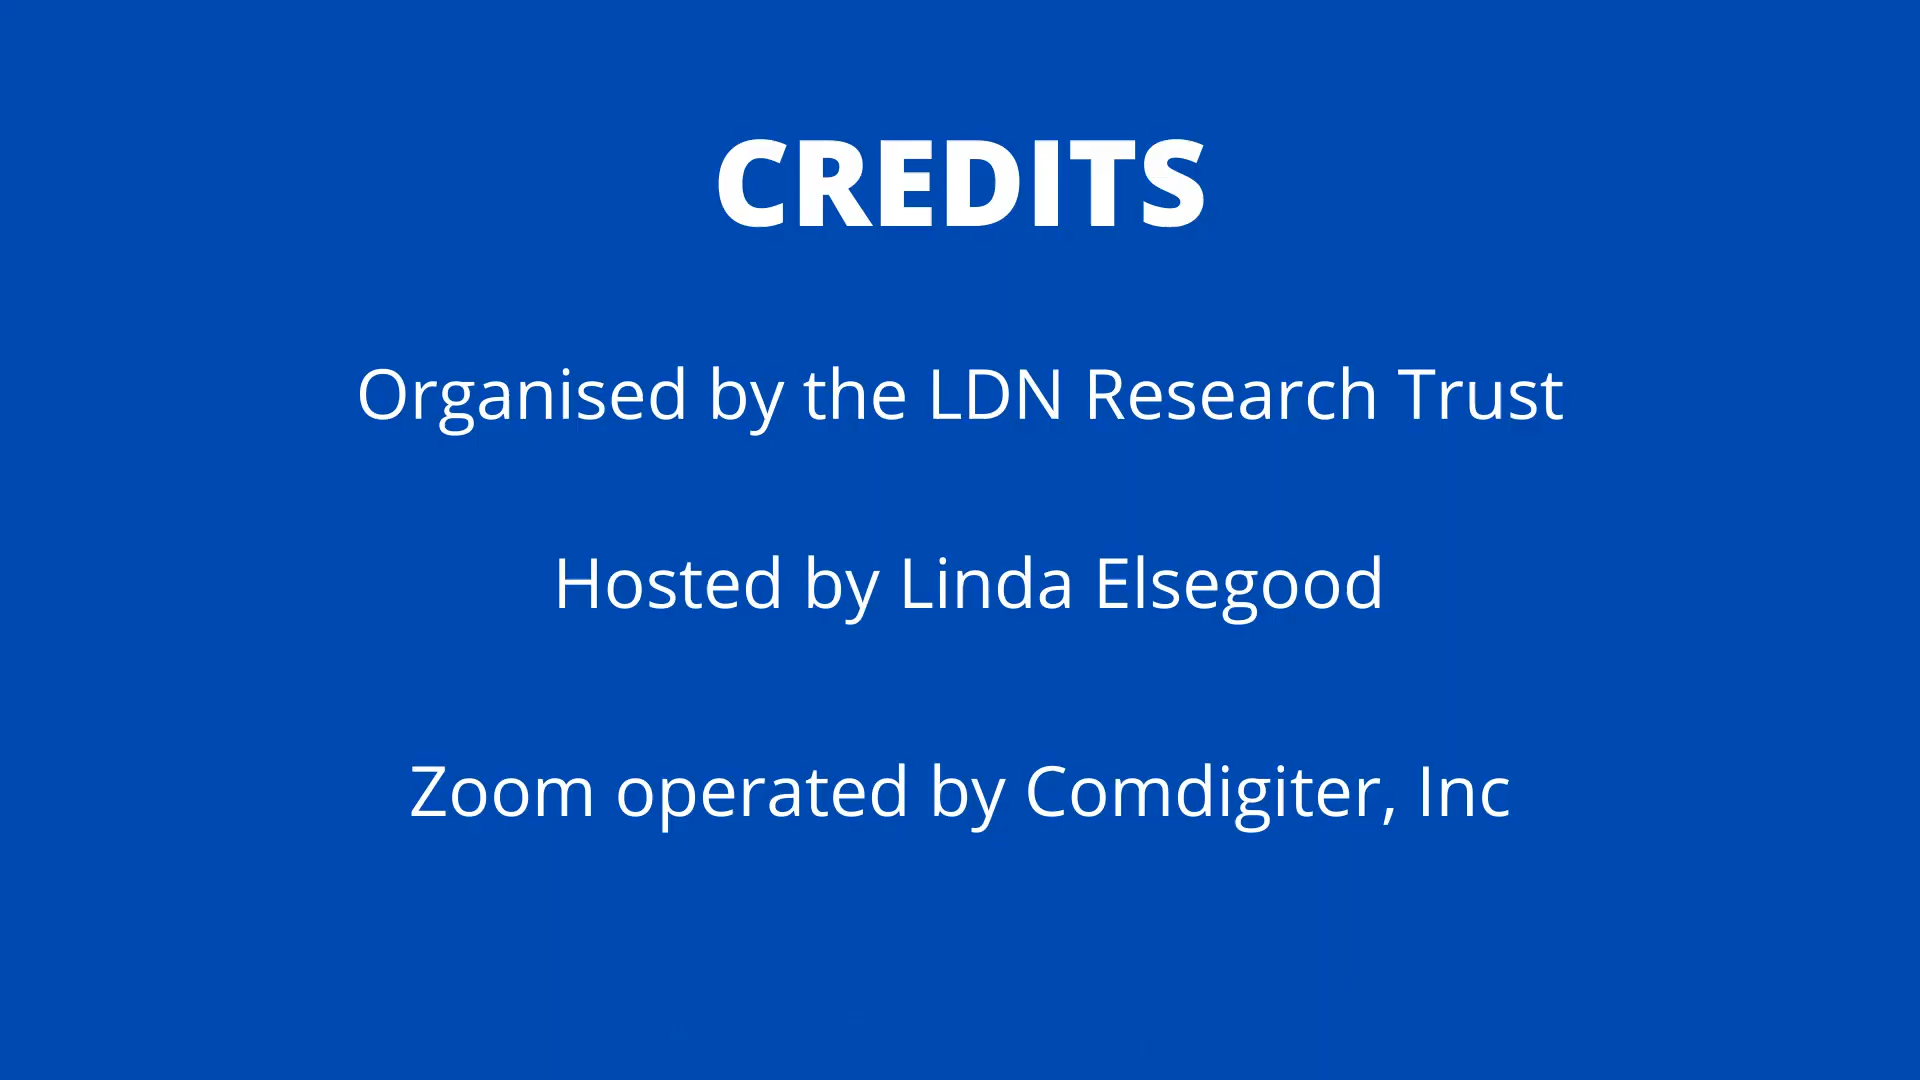 CREDITS
Organised by the LDN Research Trust
Hosted by Linda Elsegood
Zoom operated by Comdigiter, Inc